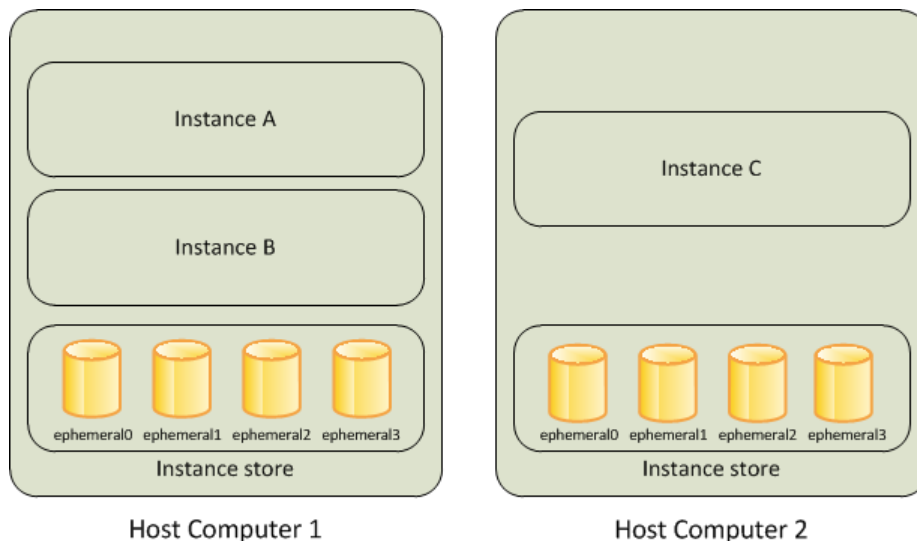 Instance A
Instance B
ephemeral0 ephemeral1 ephemeral2 ephemeral3
Instance store
Host Computer 1
Instance C
ephemeral0 ephemeral1 ephemeral2 ephemeral3
Instance store
Host Computer 2